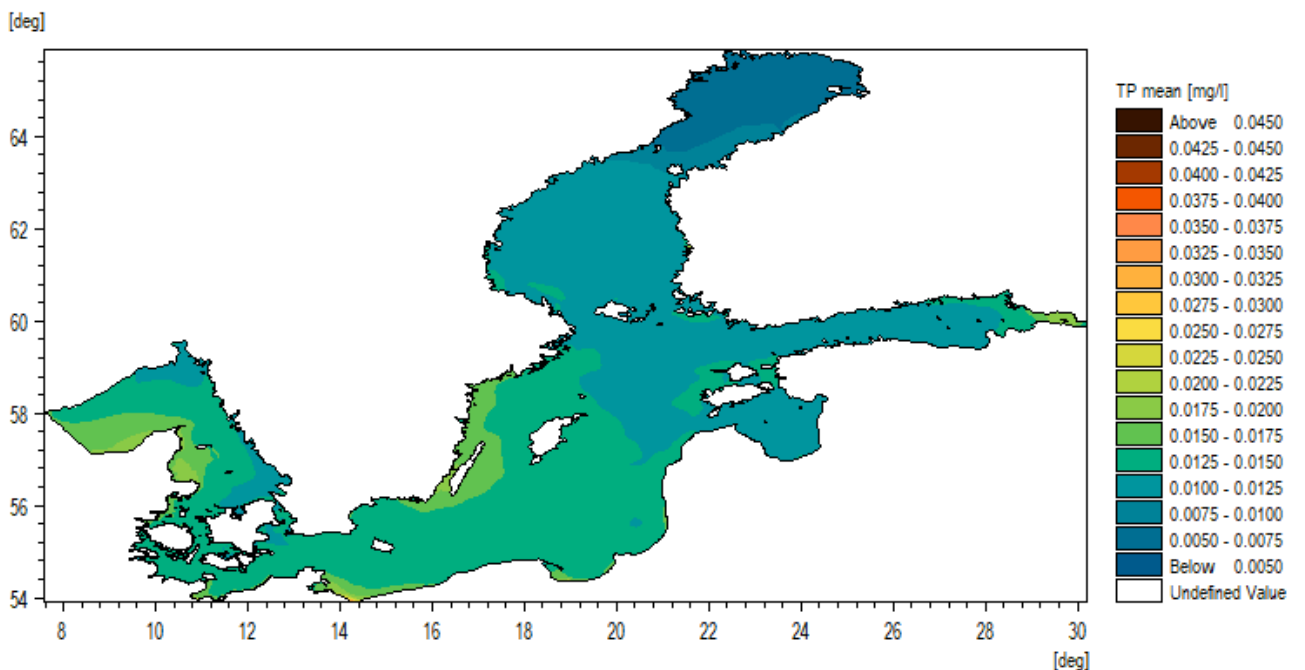 [deg]
64
62
60
58
56
54
8 10 12 14 16 18 20 22 24 26 28 30
[deg]
TP mean [mg/l]
Above 0.0450
0.0425 - 0.0450
0.0400 - 0.0425
0.0375 - 0.0400
0.0350 - 0.0375
0.0325 - 0.0350
0.0300 - 0.0325
0.0275 - 0.0300
0.0250 - 0.0275
0.0225 - 0.0250
0.0200 - 0.0225
0.0175 - 0.0200
0.0150 - 0.0175
0.0125 - 0.0150
0.0100 - 0.0125
0.0075 - 0.0100
0.0050 - 0.0075
Below 0.0050
Undefined Value